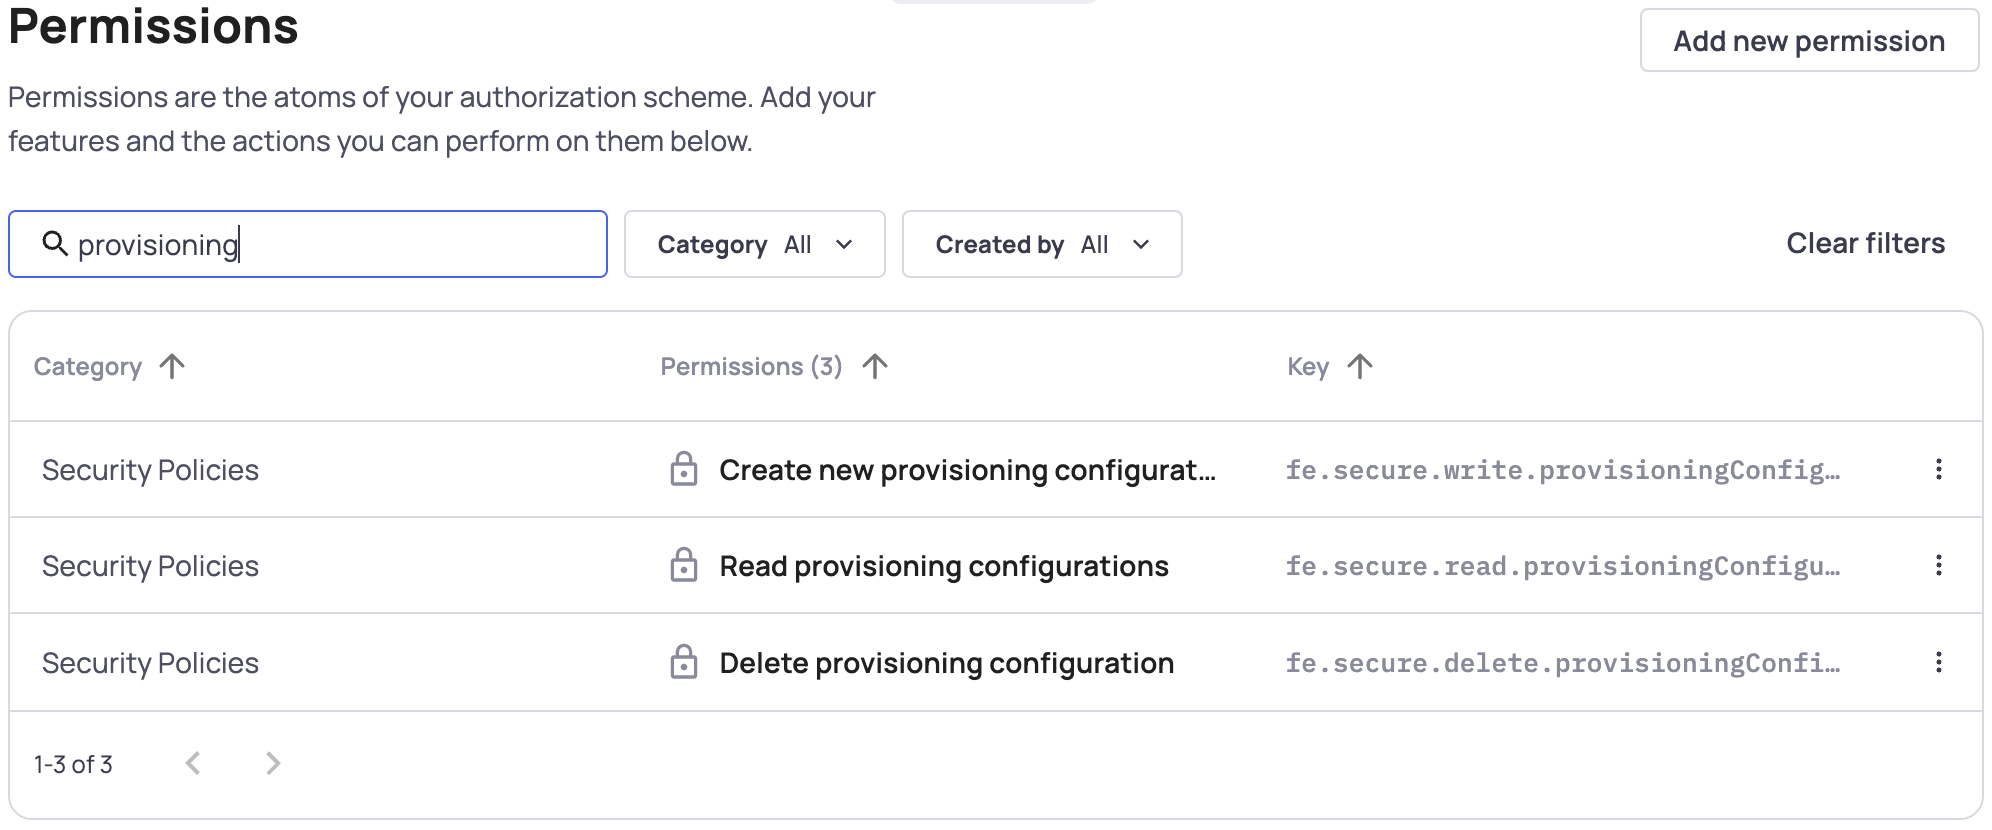 Permissions
Add new permission
Permissions are the atoms of your authorization scheme. Add your
features and the actions you can perform on them below.
provisioning
Category All
Created by All
Clear filters
Category
Permissions (3)
Key
Security Policies
Create new provisioning configurat...
fe.secure.write.provisioningConfig…
Security Policies
Read provisioning configurations
fe.secure.read.provisioningConfigu…
Security Policies
Delete provisioning configuration
fe.secure.delete.provisioningConfi…
1-3 of 3